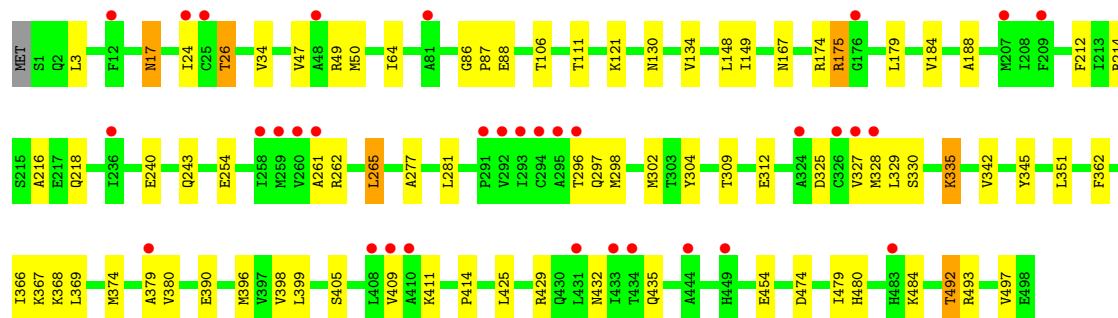 MET S1 Q2 L3 F12 N17 I24 C25 T26 V34 V47 A48 R49 M50 I64 A81 G86 P87 E88 T106 T111 K121 N130 V134 L148 I149 N167 R174 R175 G176 L179 V184 A188 M207 I208 F209 F212 I213 R214
S215 A216 E217 Q218 I236 E240 Q243 E254 I258 M259 V260 A261 R262 L265 A277 L281 P291 V292 I293 C294 A295 T296 Q297 M298 M302 T303 Y304 T309 E312 A324 D325 C326 V327 M328 L329 S330 K335 V342 Y345 L351 F362
I366 K367 K368 L369 M374 A379 V380 E390 M396 V397 V398 L399 S405 L408 V409 A410 K411 P414 L425 R429 Q430 L431 N432 I433 T434 Q435 A444 H449 E454 D474 I479 H480 H483 K484 T492 R493 V497 E498